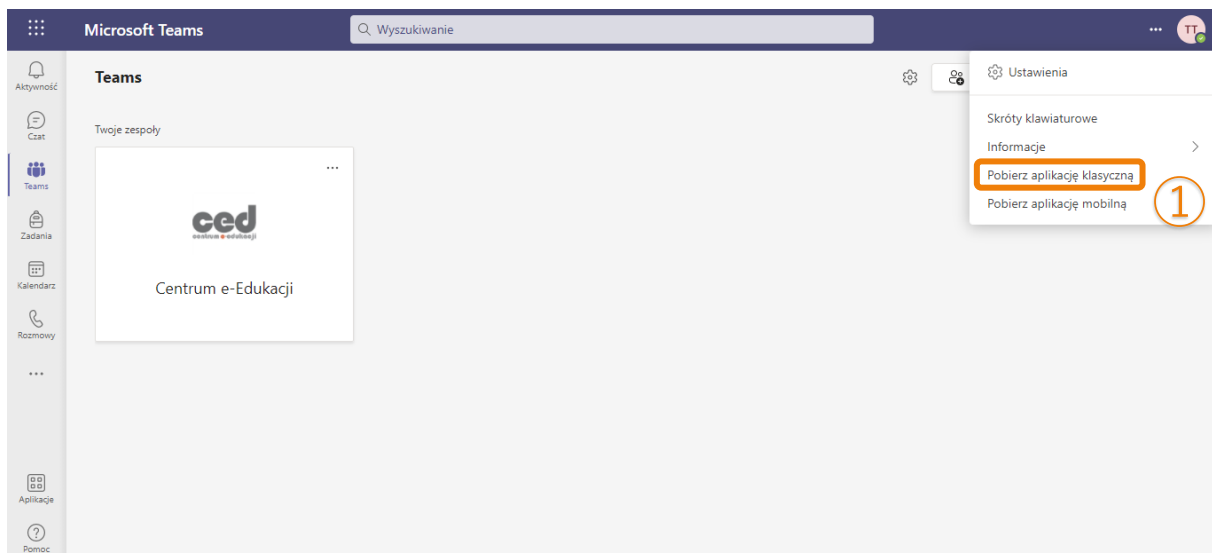 Microsoft Teams
Wyszukiwanie
TT
Aktywność
Czat
Teams
Zadania
Kalendarz
Rozmowy
Aplikacje
Pomoc
Teams
Twoje zespoły
ced
centrum e-edukacji
Centrum e-Edukacji
Ustawienia
Skróty klawiaturowe
Informacje
Pobierz aplikację klasyczną
1
Pobierz aplikację mobilną